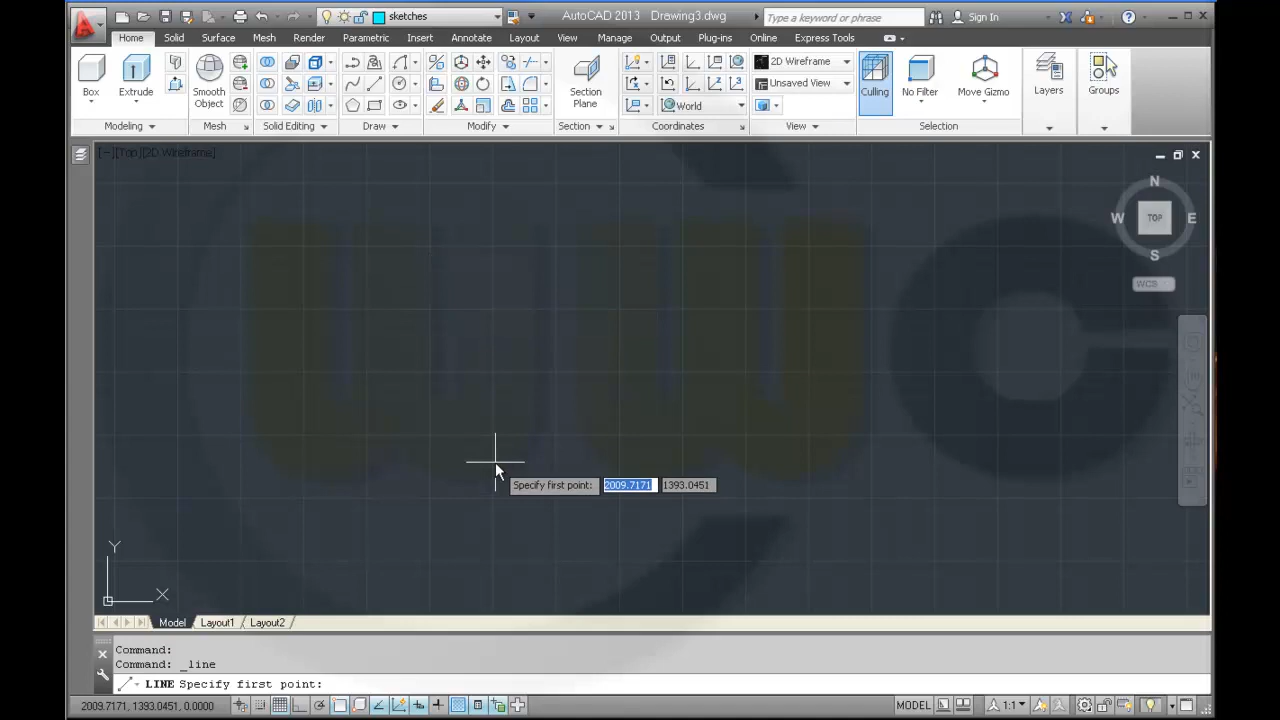 sketches
AutoCAD 2013 Drawing3.dwg
Type a keyword or phrase
Sign In
Home Solid Surface Mesh Render Parametric Insert Annotate Layout View Manage Output Plug-ins Online Express Tools
Box
Extrude
Smooth Object
Section Plane
2D Wireframe
Unsaved View
World
Culling
No Filter
Move Gizmo
Layers
Groups
Modeling Mesh Solid Editing Draw Modify Section Coordinates View Selection
[−][Top][2D Wireframe]
N
W TOP E
S
WCS
Specify first point: 2009.7171 1393.0451
Y
X
Model Layout1 Layout2
Command:
Command: _line
LINE Specify first point:
2009.7171, 1393.0451, 0.0000
MODEL
1:1